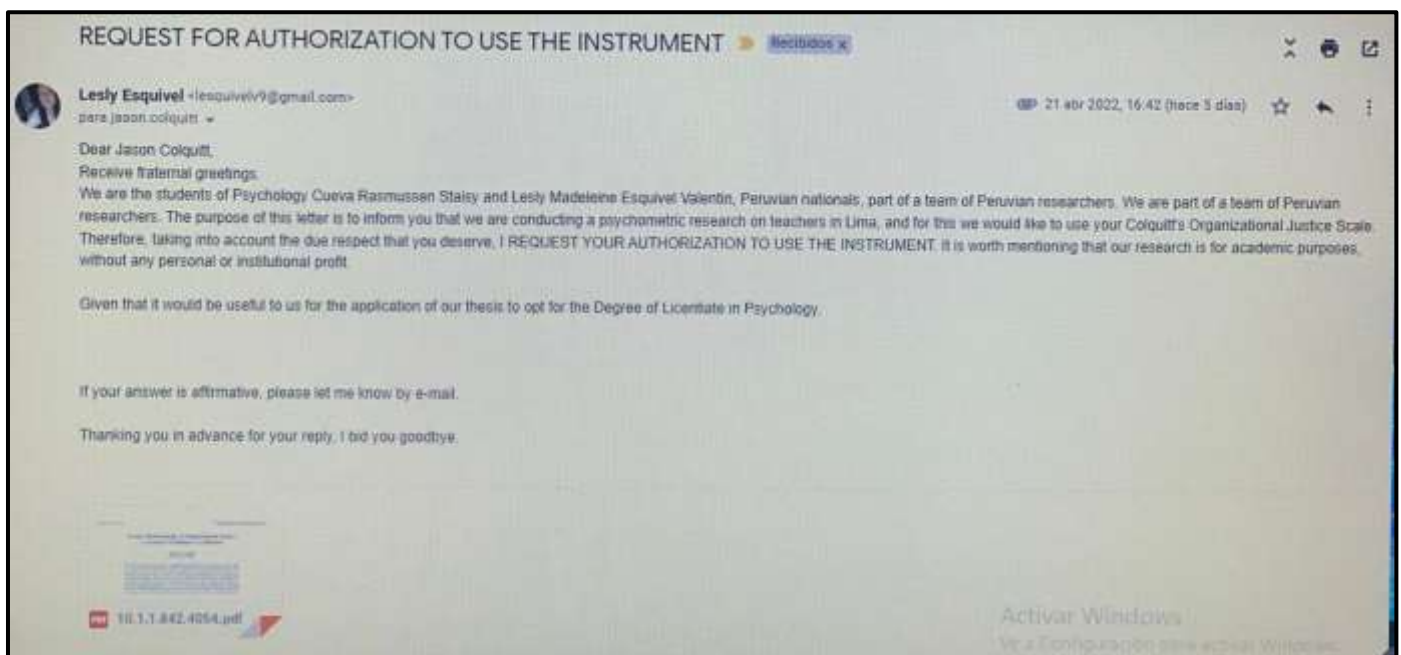 REQUEST FOR AUTHORIZATION TO USE THE INSTRUMENT Recibidos x
Lesly Esquivel <lesquivelv9@gmail.com>
para jason.colquitt
21 abr 2022, 16:42 (hace 5 días)
Dear Jason Colquitt,
Receive fraternal greetings.
We are the students of Psychology Cueva Rasmussen Staisy and Lesly Madeleine Esquivel Valentin, Peruvian nationals, part of a team of Peruvian researchers. We are part of a team of Peruvian
researchers. The purpose of this letter is to inform you that we are conducting a psychometric research on teachers in Lima, and for this we would like to use your Colquitt's Organizational Justice Scale.
Therefore, taking into account the due respect that you deserve, I REQUEST YOUR AUTHORIZATION TO USE THE INSTRUMENT. It is worth mentioning that our research is for academic purposes,
without any personal or institutional profit.
Given that it would be useful to us for the application of our thesis to opt for the Degree of Licentiate in Psychology.
If your answer is affirmative, please let me know by e-mail.
Thanking you in advance for your reply, I bid you goodbye.
PDF 10.1.1.842.4064.pdf
Activar Windows
Ve a Configuración para activar Windows.